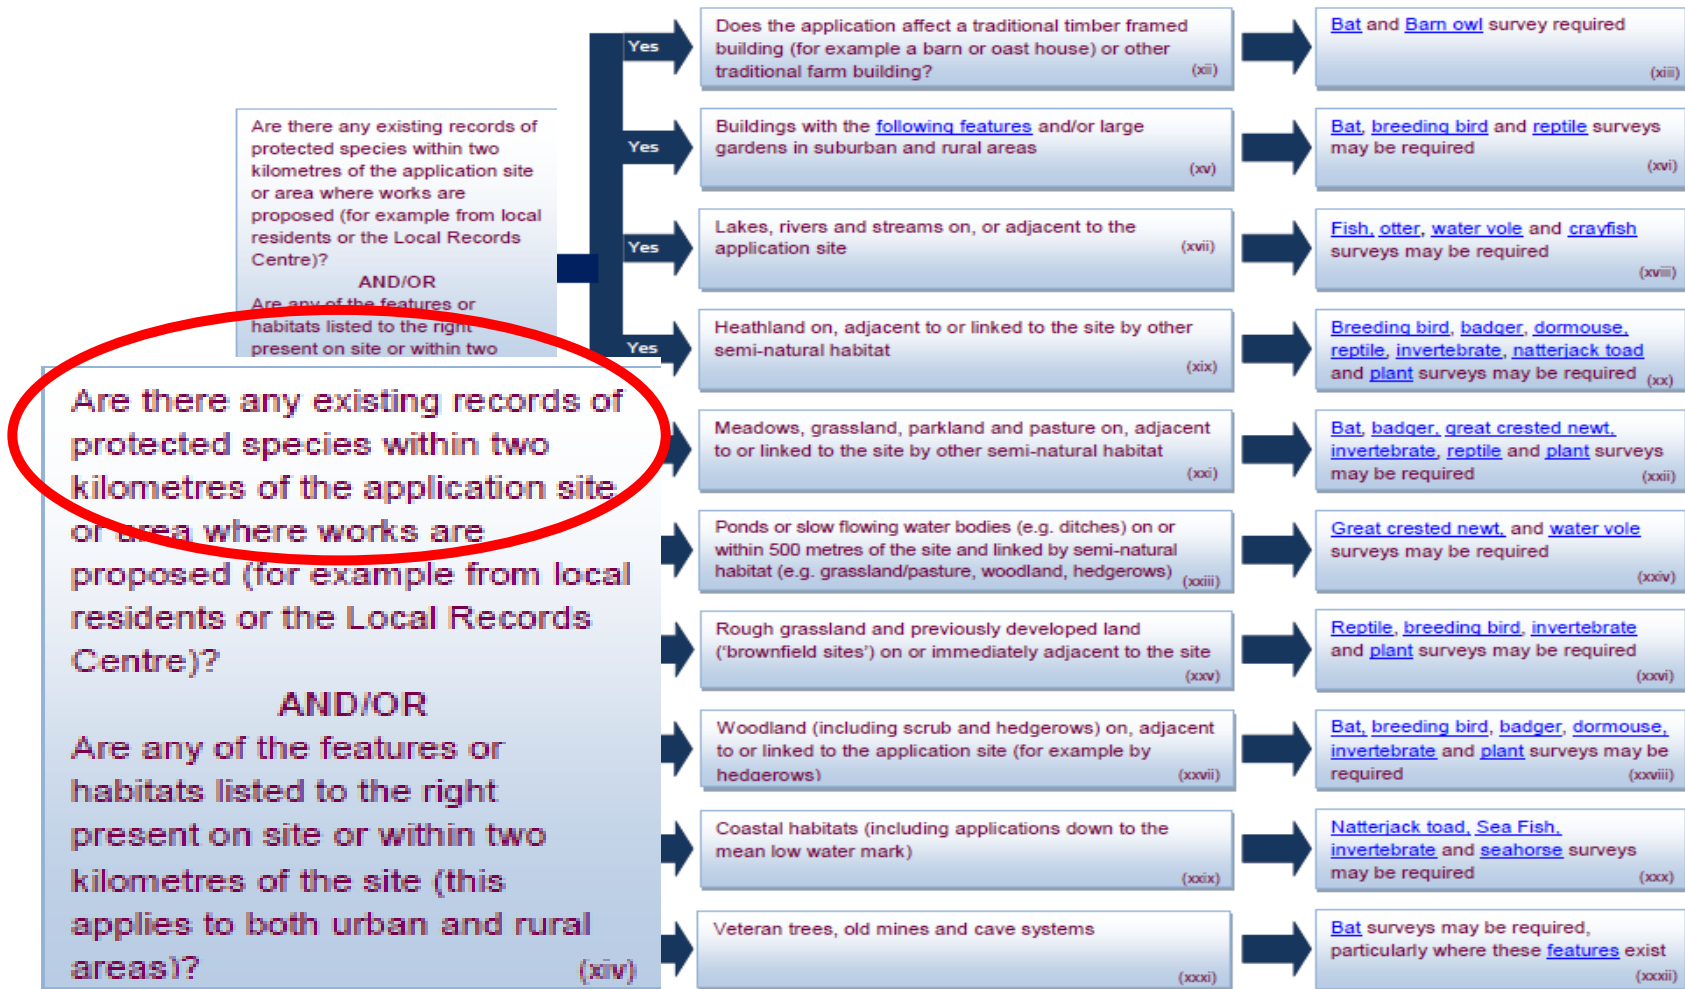 Are there any existing records of
protected species within two
kilometres of the application site
or area where works are
proposed (for example from local
residents or the Local Records
Centre)?
AND/OR
Are any of the features or
habitats listed to the right
present on site or within two
Are there any existing records of
protected species within two
kilometres of the application site
or area where works are
proposed (for example from local
residents or the Local Records
Centre)?
AND/OR
Are any of the features or
habitats listed to the right
present on site or within two
kilometres of the site (this
applies to both urban and rural
areas)?
(xiv)
Yes
Does the application affect a traditional timber framed
building (for example a barn or oast house) or other
traditional farm building?
(xii)
Bat and Barn owl survey required
(xiii)
Yes
Buildings with the following features and/or large
gardens in suburban and rural areas
(xv)
Bat, breeding bird and reptile surveys
may be required
(xvi)
Yes
Lakes, rivers and streams on, or adjacent to the
application site
(xvii)
Fish, otter, water vole and crayfish
surveys may be required
(xviii)
Yes
Heathland on, adjacent to or linked to the site by other
semi-natural habitat
(xix)
Breeding bird, badger, dormouse,
reptile, invertebrate, natterjack toad
and plant surveys may be required
(xx)
Meadows, grassland, parkland and pasture on, adjacent
to or linked to the site by other semi-natural habitat
(xxi)
Bat, badger, great crested newt,
invertebrate, reptile and plant surveys
may be required
(xxii)
Ponds or slow flowing water bodies (e.g. ditches) on or
within 500 metres of the site and linked by semi-natural
habitat (e.g. grassland/pasture, woodland, hedgerows)
(xxiii)
Great crested newt, and water vole
surveys may be required
(xxiv)
Rough grassland and previously developed land
('brownfield sites') on or immediately adjacent to the site
(xxv)
Reptile, breeding bird, invertebrate
and plant surveys may be required
(xxvi)
Woodland (including scrub and hedgerows) on, adjacent
to or linked to the application site (for example by
hedgerows)
(xxvii)
Bat, breeding bird, badger, dormouse,
invertebrate and plant surveys may be
required
(xxviii)
Coastal habitats (including applications down to the
mean low water mark)
(xxix)
Natterjack toad, Sea Fish,
invertebrate and seahorse surveys
may be required
(xxx)
Veteran trees, old mines and cave systems
(xxxi)
Bat surveys may be required,
particularly where these features exist
(xxxii)